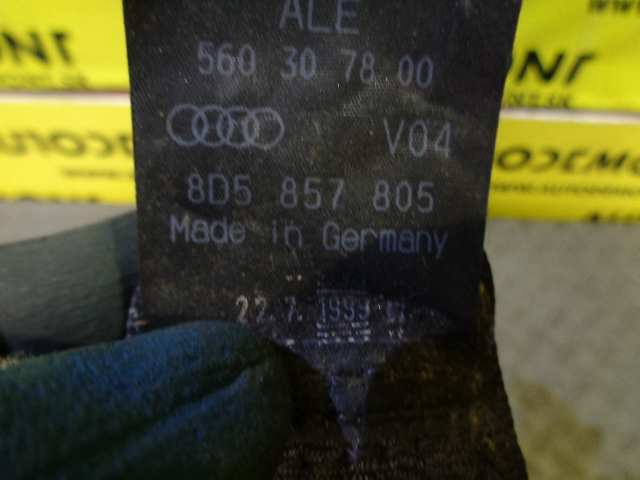 ALE
560 30 78 00
V04
8D5 857 805
Made in Germany
22.7. 1999